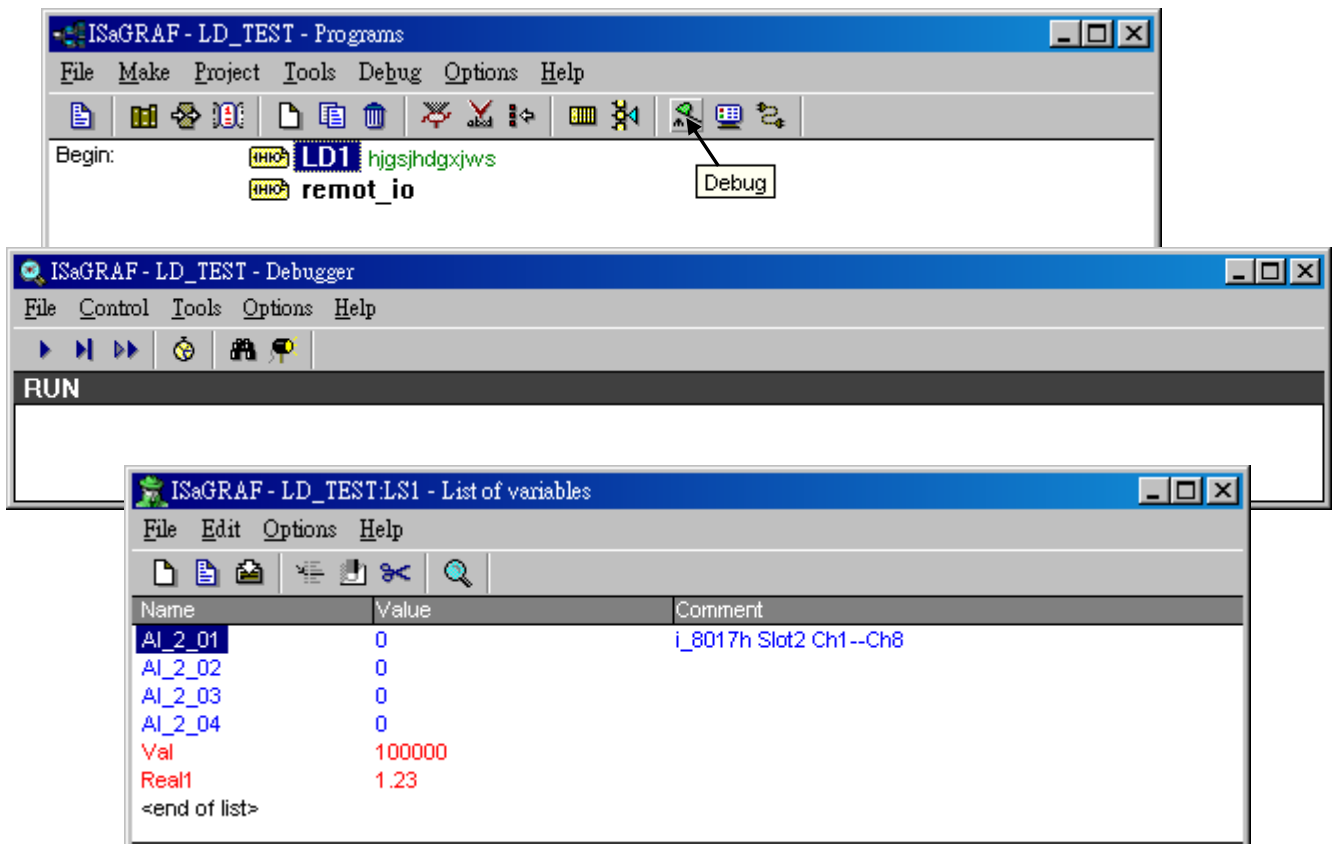 ISaGRAF - LD_TEST - Programs
File Make Project Tools Debug Options Help
Begin: LD1 hjgsjhdgxjws
remot_io
Debug
ISaGRAF - LD_TEST - Debugger
File Control Tools Options Help
RUN
ISaGRAF - LD_TEST:LS1 - List of variables
File Edit Options Help
Name Value Comment
AI_2_01 0 i_8017h Slot2 Ch1--Ch8
AI_2_02 0
AI_2_03 0
AI_2_04 0
Val 100000
Real1 1.23
<end of list>